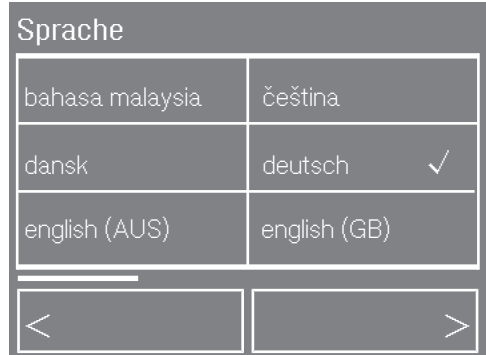 Sprache
bahasa malaysia
čeština
dansk
deutsch ✓
english (AUS)
english (GB)
<
>